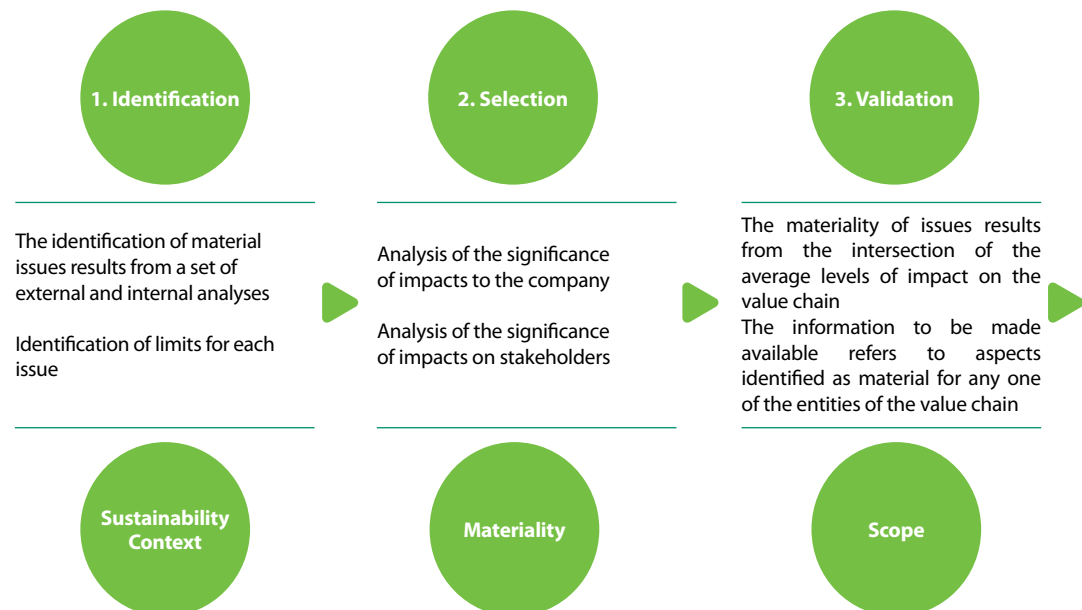 1. Identification
2. Selection
3. Validation
The identification of material
issues results from a set of
external and internal analyses
Identification of limits for each
issue
Analysis of the significance
of impacts to the company
Analysis of the significance
of impacts on stakeholders
The materiality of issues results
from the intersection of the
average levels of impact on the
value chain
The information to be made
available refers to aspects
identified as material for any one
of the entities of the value chain
Sustainability
Context
Materiality
Scope